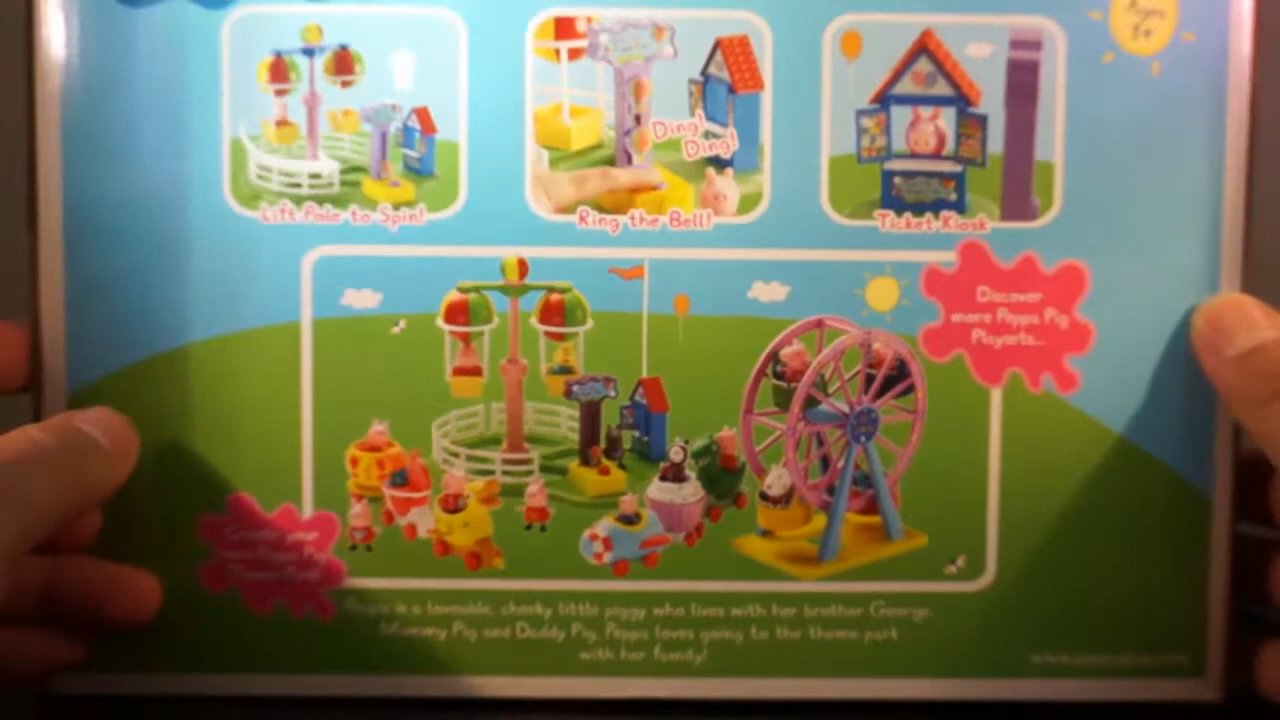 Ages
3+
Ding!
Ding!
Lift Pole to Spin!
Ring the Bell!
Ticket Kiosk
Discover
more Peppa Pig
Playsets...
is a loveable, cheeky little piggy who lives with her brother George,
Mummy Pig and Daddy Pig. Peppa loves going to the theme park
with her family!